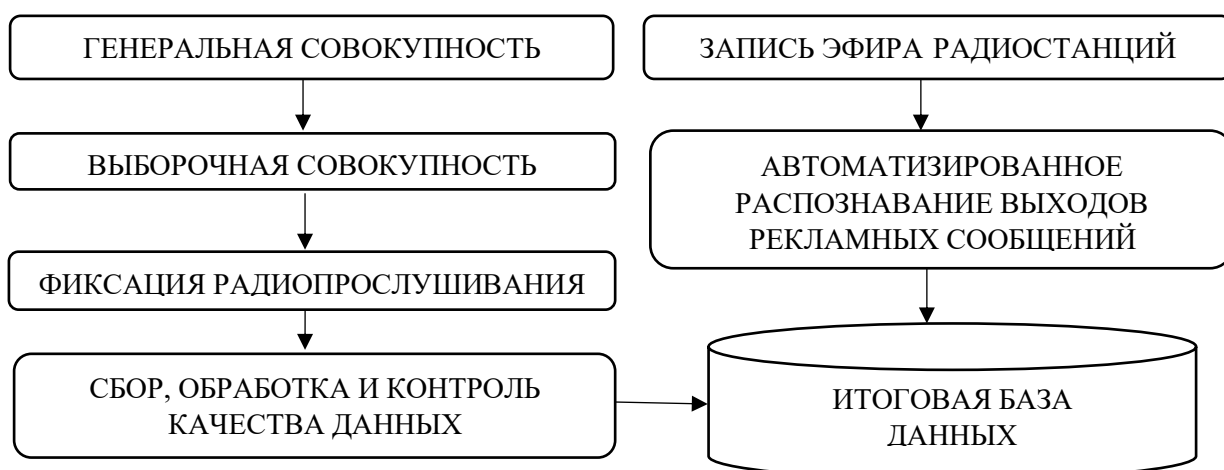 ГЕНЕРАЛЬНАЯ СОВОКУПНОСТЬ
ВЫБОРОЧНАЯ СОВОКУПНОСТЬ
ФИКСАЦИЯ РАДИОПРОСЛУШИВАНИЯ
СБОР, ОБРАБОТКА И КОНТРОЛЬ
КАЧЕСТВА ДАННЫХ
ЗАПИСЬ ЭФИРА РАДИОСТАНЦИЙ
АВТОМАТИЗИРОВАННОЕ
РАСПОЗНАВАНИЕ ВЫХОДОВ
РЕКЛАМНЫХ СООБЩЕНИЙ
ИТОГОВАЯ БАЗА
ДАННЫХ